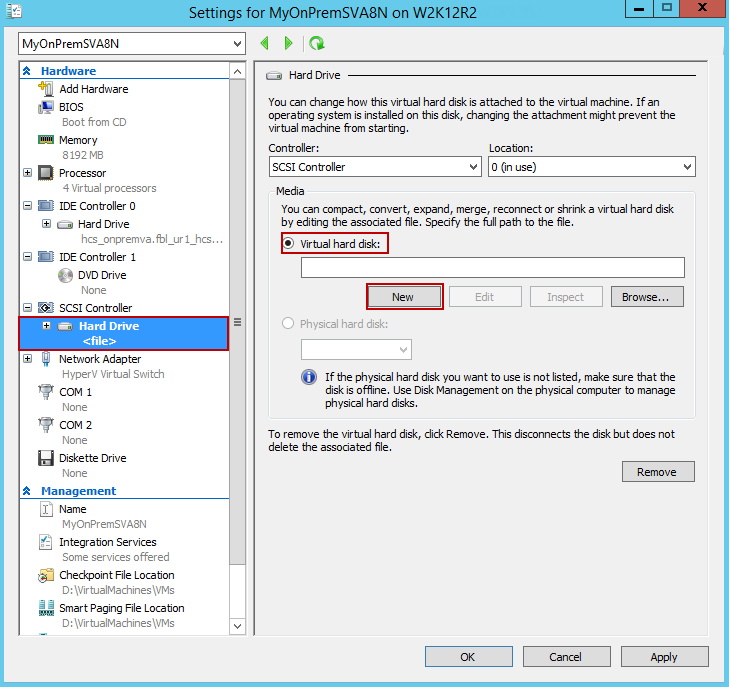 Settings for MyOnPremSVA8N on W2K12R2
MyOnPremSVA8N
Hardware
Add Hardware
BIOS
Boot from CD
Memory
8192 MB
Processor
4 Virtual processors
IDE Controller 0
Hard Drive
hcs_onpremva.fbl_ur1_hcs...
IDE Controller 1
DVD Drive
None
SCSI Controller
Hard Drive
<file>
Network Adapter
HyperV Virtual Switch
COM 1
None
COM 2
None
Diskette Drive
None
Management
Name
MyOnPremSVA8N
Integration Services
Some services offered
Checkpoint File Location
D:\VirtualMachines\VMs
Smart Paging File Location
D:\VirtualMachines\VMs
Hard Drive
You can change how this virtual hard disk is attached to the virtual machine. If an
operating system is installed on this disk, changing the attachment might prevent the
virtual machine from starting.
Controller:
Location:
SCSI Controller
0 (in use)
Media
You can compact, convert, expand, merge, reconnect or shrink a virtual hard disk
by editing the associated file. Specify the full path to the file.
Virtual hard disk:
New
Edit
Inspect
Browse...
Physical hard disk:
If the physical hard disk you want to use is not listed, make sure that the
disk is offline. Use Disk Management on the physical computer to manage
physical hard disks.
To remove the virtual hard disk, click Remove. This disconnects the disk but does not
delete the associated file.
Remove
OK
Cancel
Apply